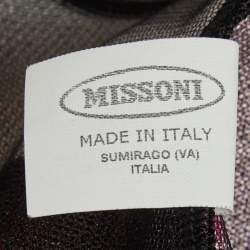 MISSONI
MADE IN ITALY
SUMIRAGO (VA)
ITALIA